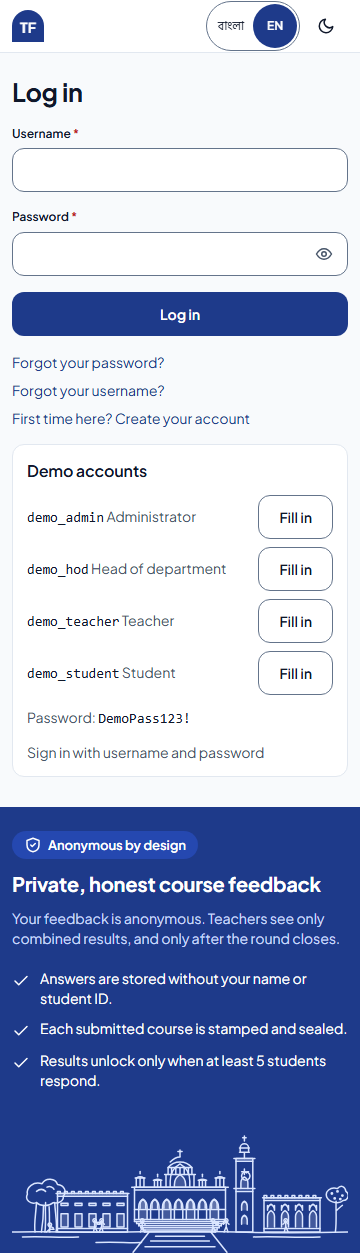 TF
বাংলা
EN
Log in
Username *
Password *
Log in
Forgot your password?
Forgot your username?
First time here? Create your account
Demo accounts
demo_admin Administrator
Fill in
demo_hod Head of department
Fill in
demo_teacher Teacher
Fill in
demo_student Student
Fill in
Password: DemoPass123!
Sign in with username and password
Anonymous by design
Private, honest course feedback
Your feedback is anonymous. Teachers see only
combined results, and only after the round closes.
Answers are stored without your name or
student ID.
Each submitted course is stamped and sealed.
Results unlock only when at least 5 students
respond.